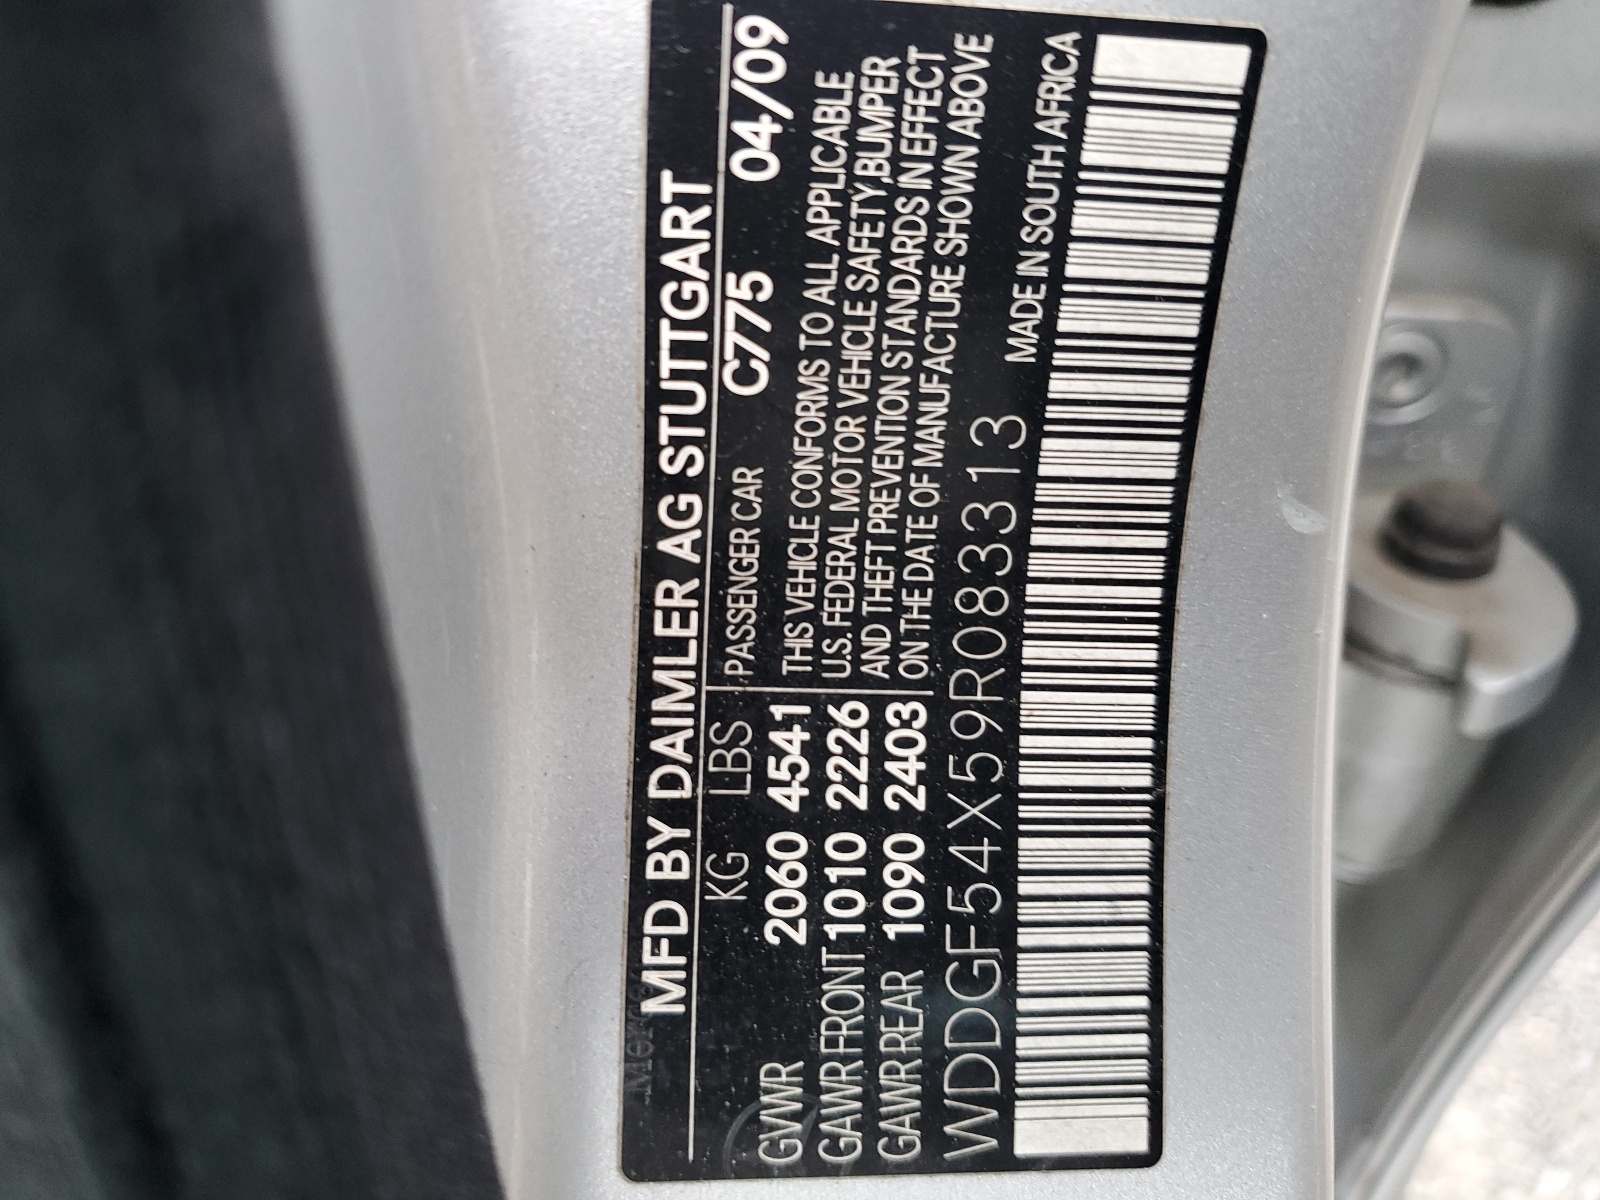 MFD BY DAIMLER AG STUTTGART
KG LBS PASSENGER CAR C775 04/09
GVWR 2060 4541 THIS VEHICLE CONFORMS TO ALL APPLICABLE
GAWR FRONT 1010 2226 U.S. FEDERAL MOTOR VEHICLE SAFETY,BUMPER
GAWR REAR 1090 2403 AND THEFT PREVENTION STANDARDS IN EFFECT
ON THE DATE OF MANUFACTURE SHOWN ABOVE
WDDGF54X59R083313
MADE IN SOUTH AFRICA